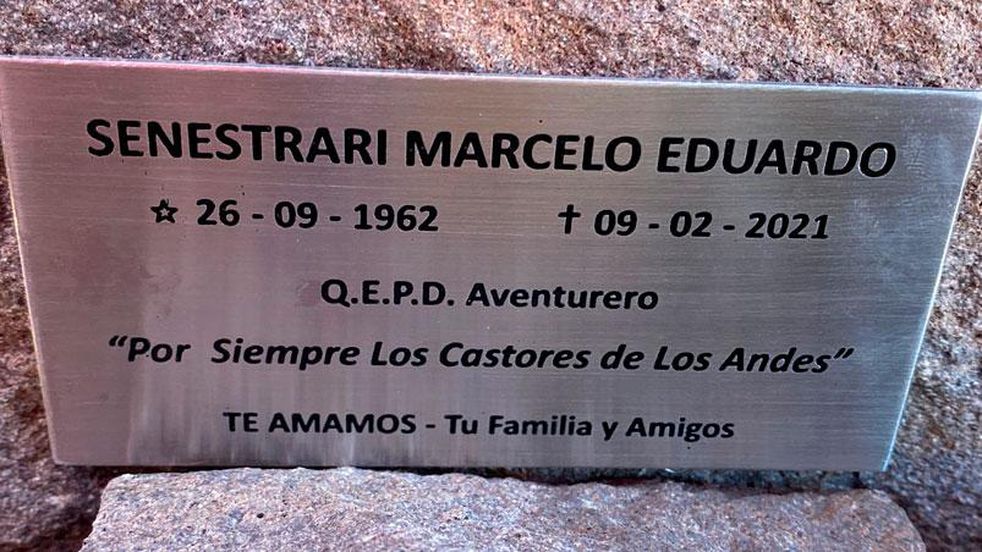 SENESTRARI MARCELO EDUARDO
☆ 26 - 09 - 1962 † 09 - 02 - 2021
Q.E.P.D. Aventurero
“Por Siempre Los Castores de Los Andes”
TE AMAMOS - Tu Familia y Amigos